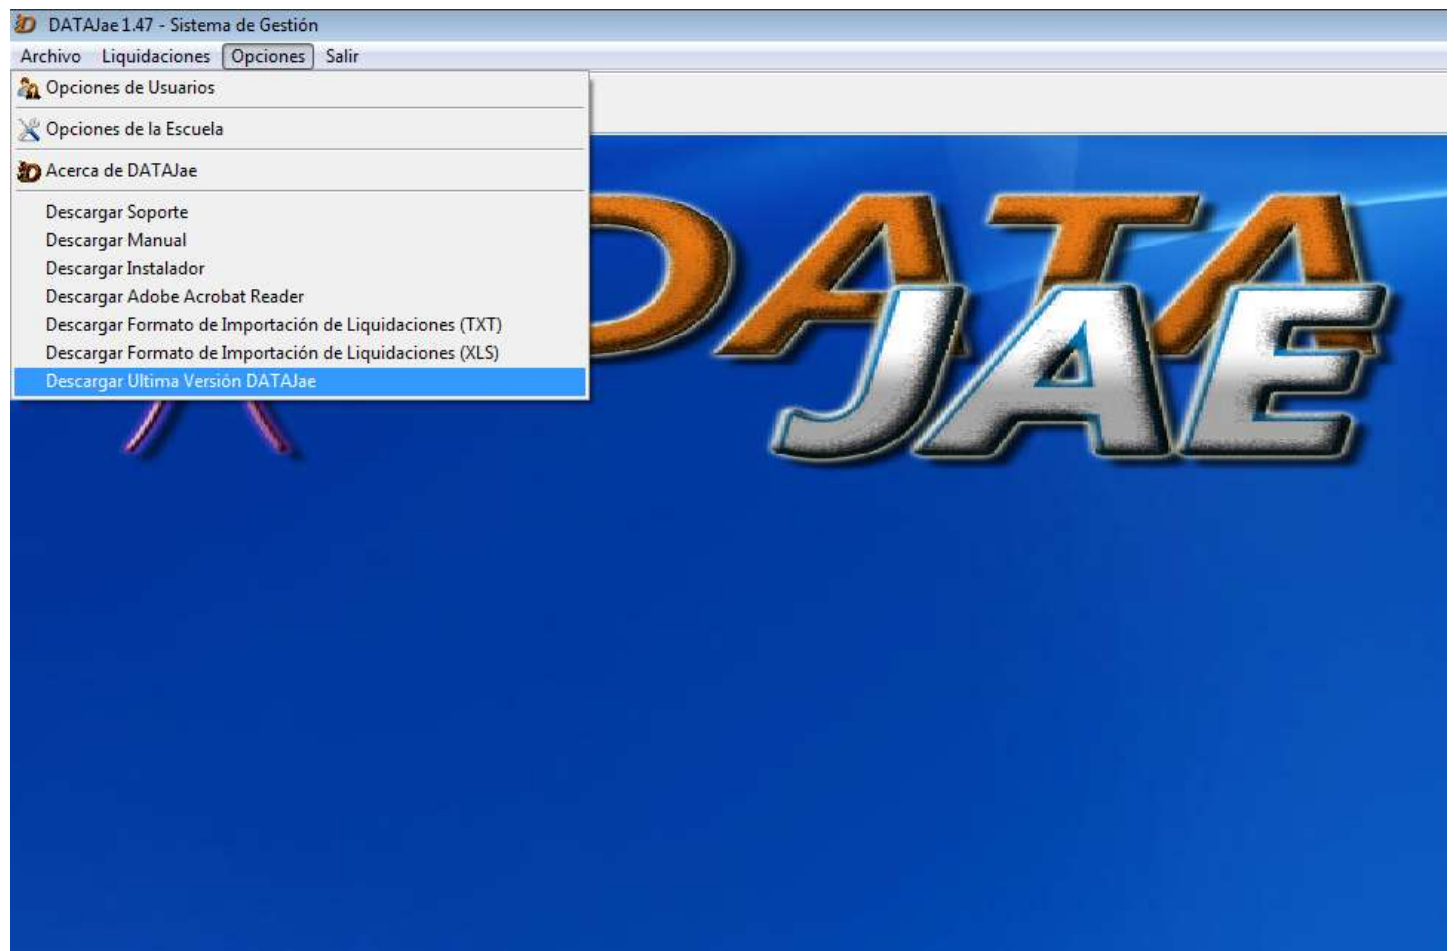 DATAJae 1.47 - Sistema de Gestión
Archivo Liquidaciones Opciones Salir
Opciones de Usuarios
Opciones de la Escuela
Acerca de DATAJae
Descargar Soporte
Descargar Manual
Descargar Instalador
Descargar Adobe Acrobat Reader
Descargar Formato de Importación de Liquidaciones (TXT)
Descargar Formato de Importación de Liquidaciones (XLS)
Descargar Ultima Versión DATAJae
DATA
JAE